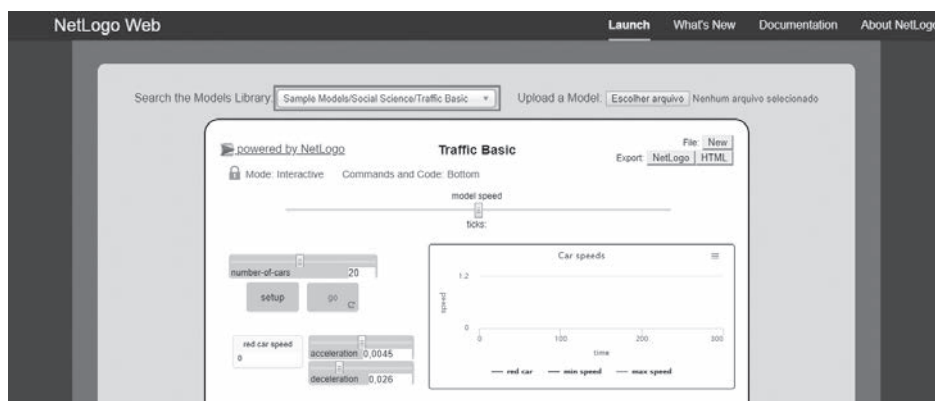 NetLogo Web Launch What's New Documentation About NetLogo
Search the Models Library: Sample Models/Social Science/Traffic Basic Upload a Model: Escolher arquivo Nenhum arquivo selecionado
powered by NetLogo Traffic Basic File: New
Export: NetLogo HTML
Mode: Interactive Commands and Code: Bottom
model speed
ticks:
number-of-cars 20
setup go
red car speed
0
acceleration 0,0045
deceleration 0,026
Car speeds
1.2
speed
0
0 100 200 300
time
red car min speed max speed